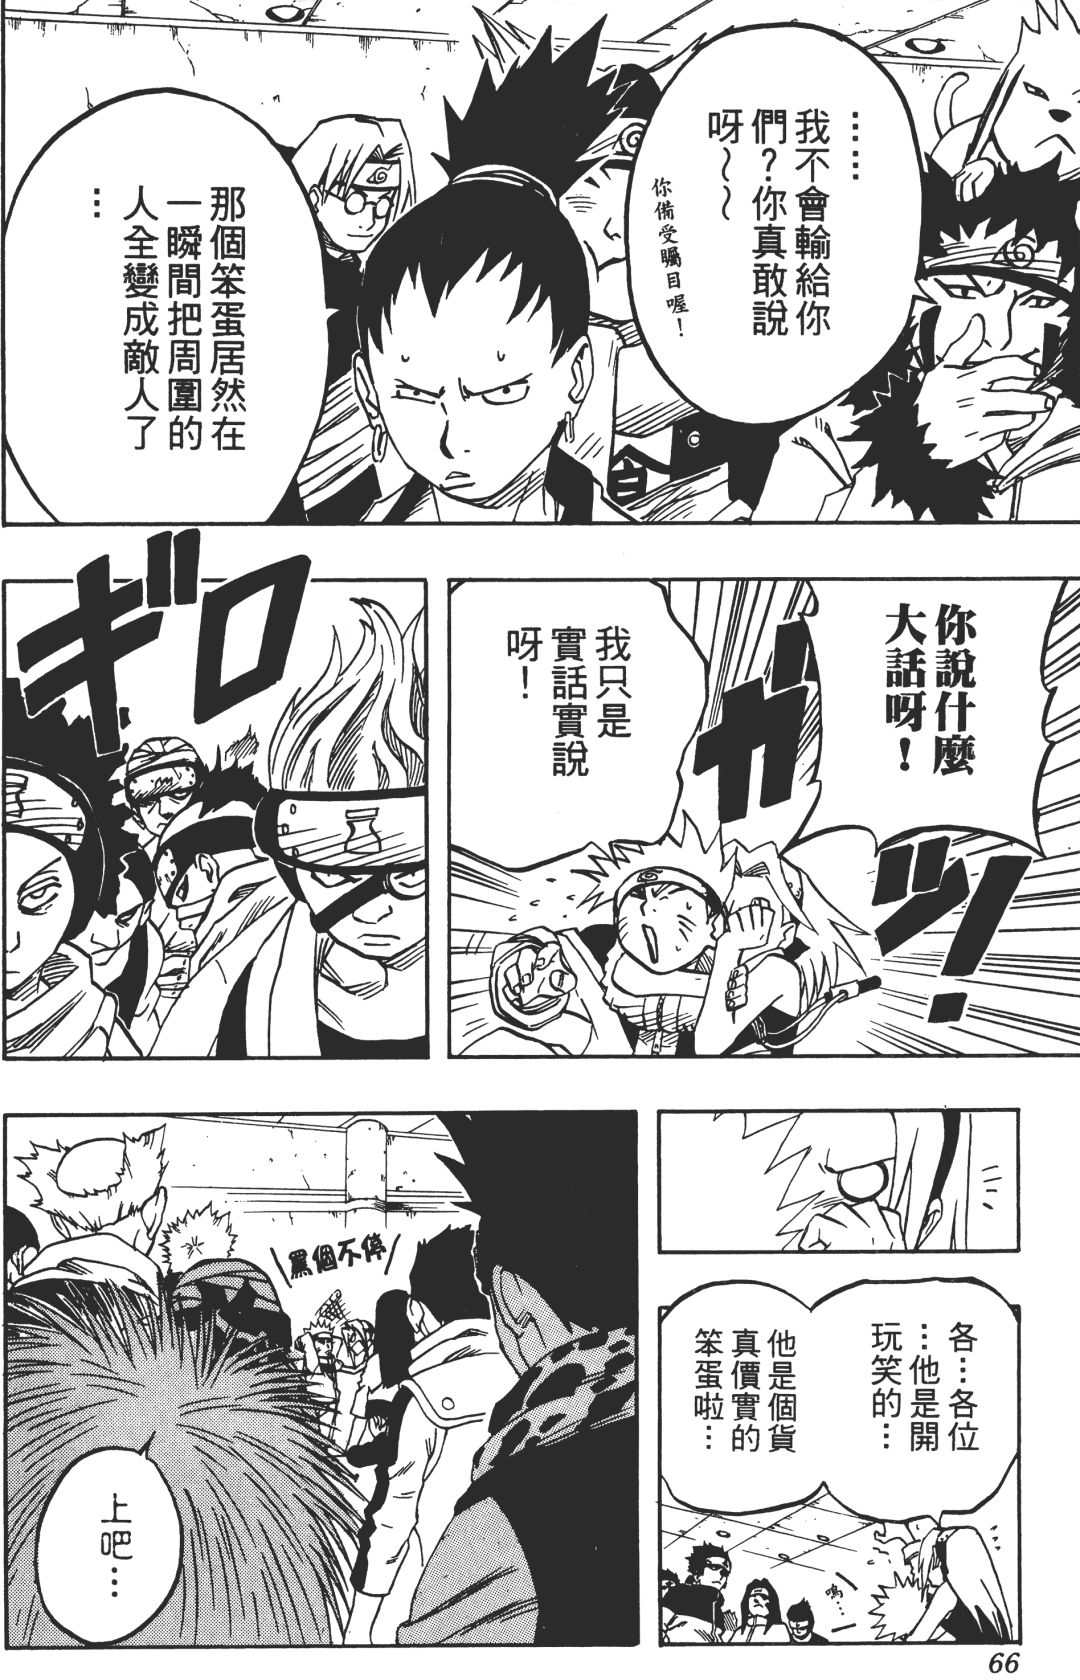 ……
我不會輸給你
們？你真敢說
呀～～
你備受矚目喔！
那個笨蛋居然在
一瞬間把周圍的
人全變成敵人了
…
你說什麼
大話呀！
ガッ！
我只是
實話實說
呀！
ギロ
各…各位
…他是開
玩笑的…
他是個貨
真價實的
笨蛋啦…
嗚…
罵個不停
上吧…
66